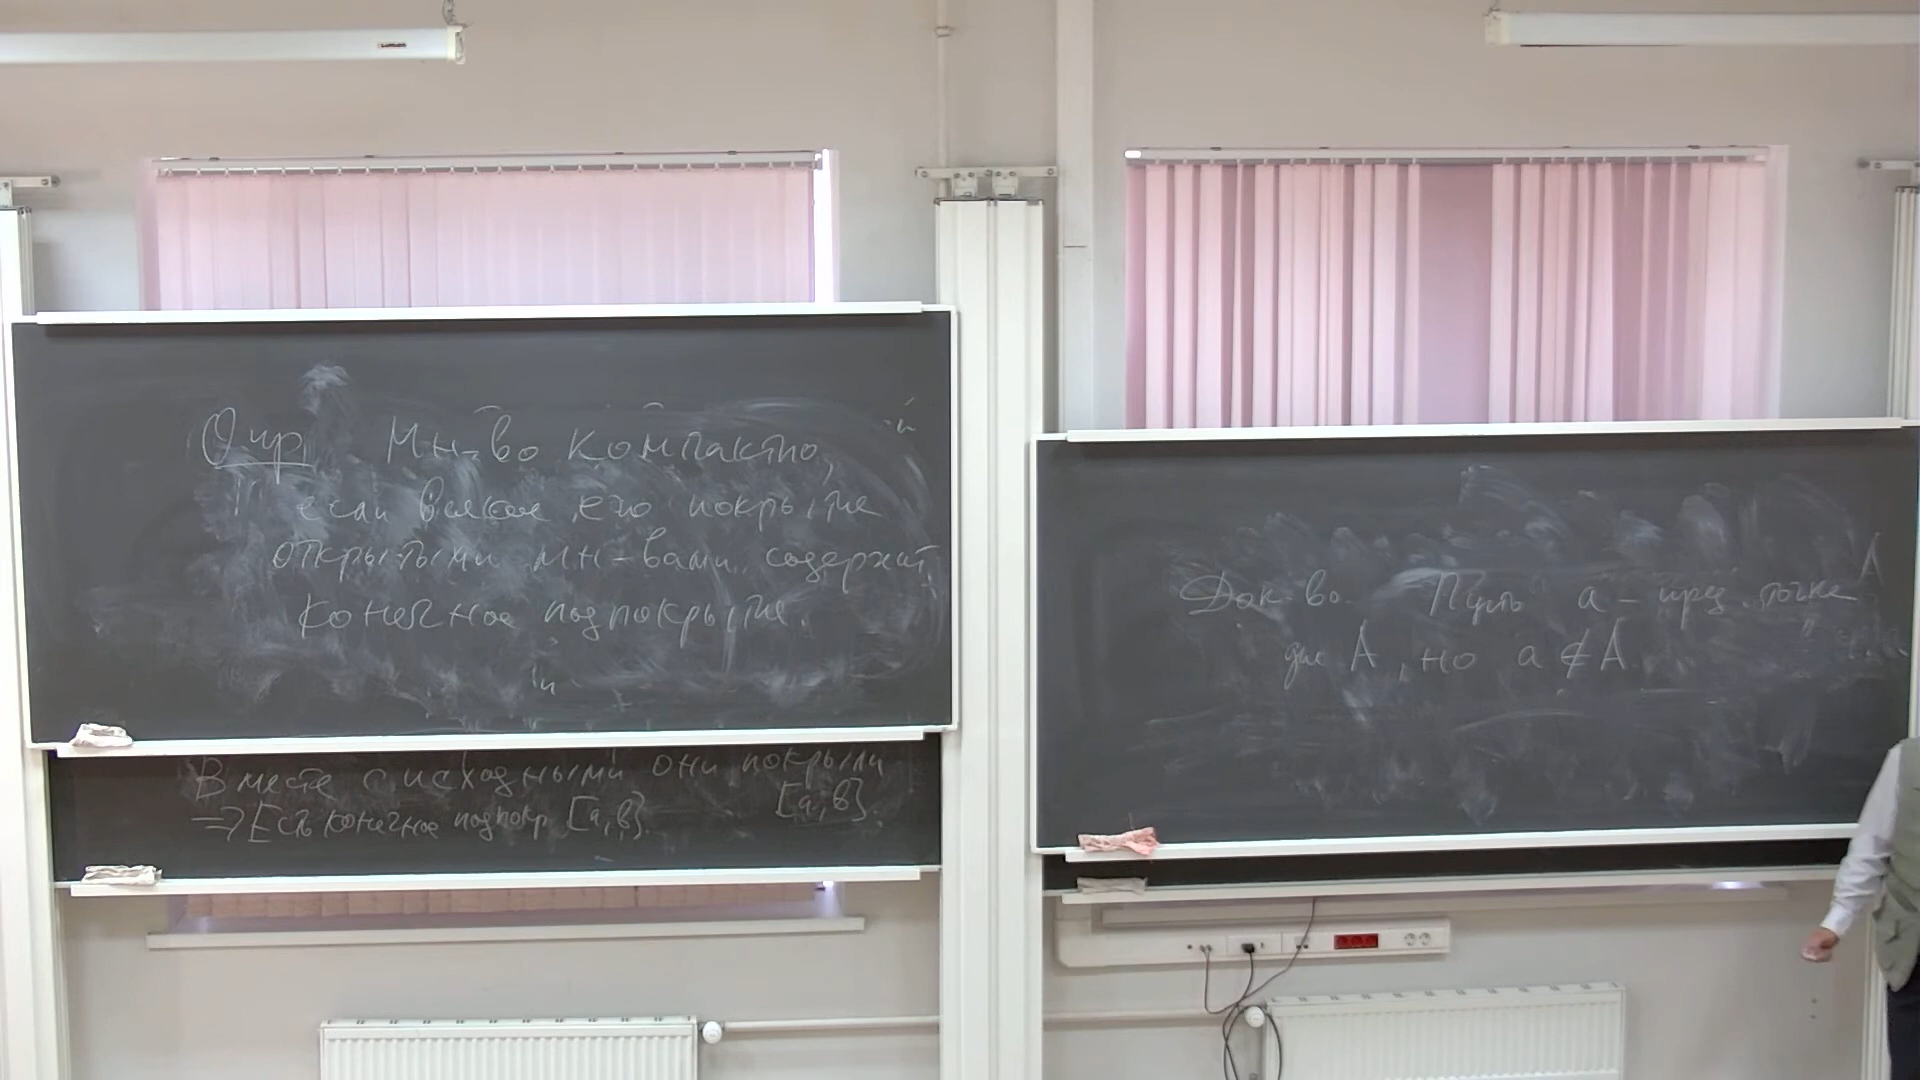 Опр. Мн-во компактно,
если всякое его покрытие
открытыми мн-вами содержит
конечное подпокрытие.
Вместе с исходными они покрыли
[a, b].
⇒ Есть конечное подпокр. [a, b].
Док-во. Пусть a - пред. точка
для A, но a ∉ A.